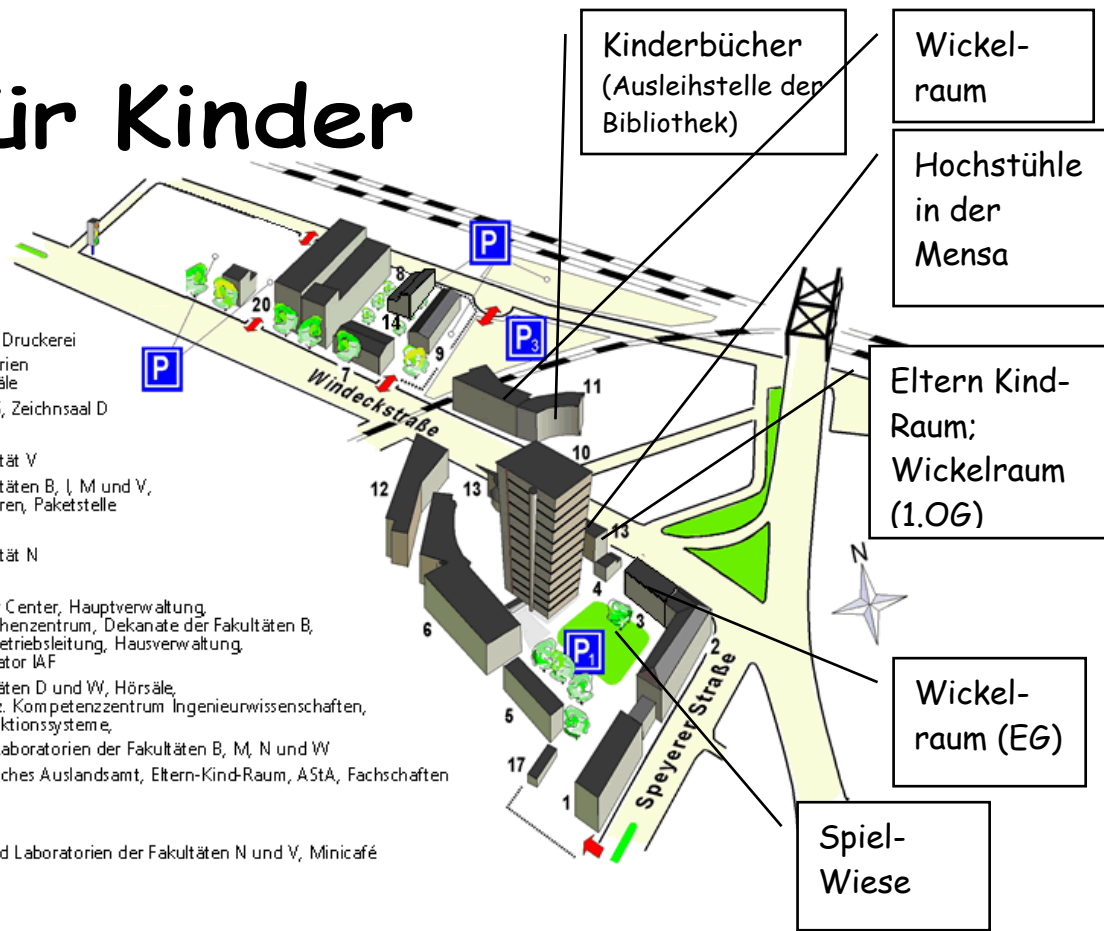 ür Kinder
Kinderbücher
(Ausleihstelle der
Bibliothek)
Wickel-
raum
Hochstühle
in der
Mensa
Eltern Kind-
Raum;
Wickelraum
(1.OG)
Wickel-
raum (EG)
Spiel-
Wiese
P
P
P3
P1
8
20
14
9
7
Windeckstraße
11
10
12
13
13
4
3
2
6
5
17
1
Speyerer Straße
N
Druckerei
rien
äle
, Zeichnsaal D
tät V
täten B, I, M und V,
ren, Paketstelle
tät N
Center, Hauptverwaltung,
henzentrum, Dekanate der Fakultäten B,
etriebsleitung, Hausverwaltung,
ator IAF
äten D und W, Hörsäle,
z. Kompetenzzentrum Ingenieurwissenschaften,
ktionssysteme,
aboratorien der Fakultäten B, M, N und W
ches Auslandsamt, Eltern-Kind-Raum, AStA, Fachschaften
d Laboratorien der Fakultäten N und V, Minicafé